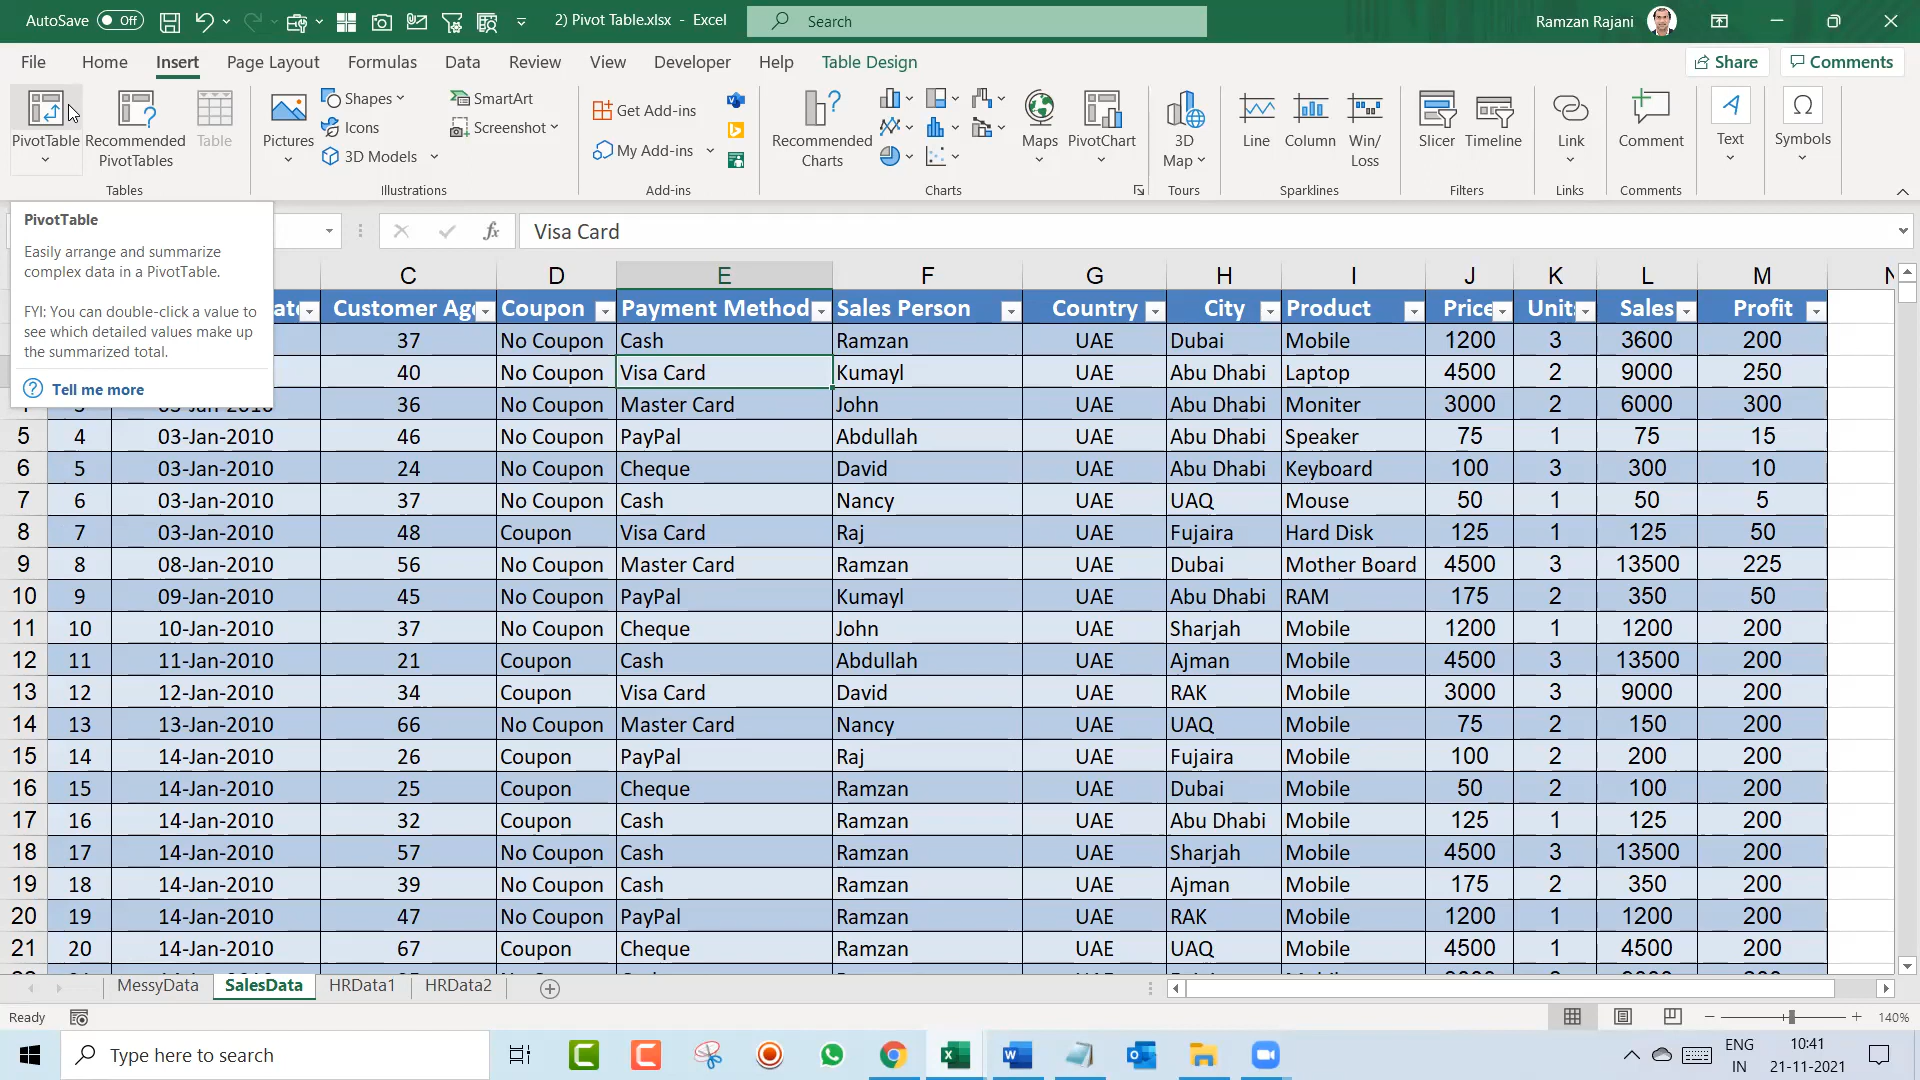 AutoSave Off 2) Pivot Table.xlsx - Excel Search Ramzan Rajani
File Home Insert Page Layout Formulas Data Review View Developer Help Table Design Share Comments
PivotTable
Recommended PivotTables
Table
Tables
Pictures
Shapes
Icons
3D Models
SmartArt
Screenshot
Illustrations
Get Add-ins
My Add-ins
Add-ins
Recommended Charts
Maps
PivotChart
Charts
3D Map
Tours
Line
Column
Win/ Loss
Sparklines
Slicer
Timeline
Filters
Link
Links
Comment
Comments
Text
Symbols
PivotTable
Easily arrange and summarize
complex data in a PivotTable.
FYI: You can double-click a value to
see which detailed values make up
the summarized total.
Tell me more
fx Visa Card
C D E F G H I J K L M
Customer Ag Coupon Payment Method Sales Person Country City Product Price Unit Sales Profit
37 No Coupon Cash Ramzan UAE Dubai Mobile 1200 3 3600 200
40 No Coupon Visa Card Kumayl UAE Abu Dhabi Laptop 4500 2 9000 250
36 No Coupon Master Card John UAE Abu Dhabi Moniter 3000 2 6000 300
5 4 03-Jan-2010 46 No Coupon PayPal Abdullah UAE Abu Dhabi Speaker 75 1 75 15
6 5 03-Jan-2010 24 No Coupon Cheque David UAE Abu Dhabi Keyboard 100 3 300 10
7 6 03-Jan-2010 37 No Coupon Cash Nancy UAE UAQ Mouse 50 1 50 5
8 7 03-Jan-2010 48 Coupon Visa Card Raj UAE Fujaira Hard Disk 125 1 125 50
9 8 08-Jan-2010 56 No Coupon Master Card Ramzan UAE Dubai Mother Board 4500 3 13500 225
10 9 09-Jan-2010 45 No Coupon PayPal Kumayl UAE Abu Dhabi RAM 175 2 350 50
11 10 10-Jan-2010 37 No Coupon Cheque John UAE Sharjah Mobile 1200 1 1200 200
12 11 11-Jan-2010 21 Coupon Cash Abdullah UAE Ajman Mobile 4500 3 13500 200
13 12 12-Jan-2010 34 Coupon Visa Card David UAE RAK Mobile 3000 3 9000 200
14 13 13-Jan-2010 66 No Coupon Master Card Nancy UAE UAQ Mobile 75 2 150 200
15 14 14-Jan-2010 26 Coupon PayPal Raj UAE Fujaira Mobile 100 2 200 200
16 15 14-Jan-2010 25 Coupon Cheque Ramzan UAE Dubai Mobile 50 2 100 200
17 16 14-Jan-2010 32 Coupon Cash Ramzan UAE Abu Dhabi Mobile 125 1 125 200
18 17 14-Jan-2010 57 No Coupon Cash Ramzan UAE Sharjah Mobile 4500 3 13500 200
19 18 14-Jan-2010 39 No Coupon Cash Ramzan UAE Ajman Mobile 175 2 350 200
20 19 14-Jan-2010 47 No Coupon PayPal Ramzan UAE RAK Mobile 1200 1 1200 200
21 20 14-Jan-2010 67 Coupon Cheque Ramzan UAE UAQ Mobile 4500 1 4500 200
MessyData SalesData HRData1 HRData2
Ready 140%
Type here to search ENG IN 10:41 21-11-2021